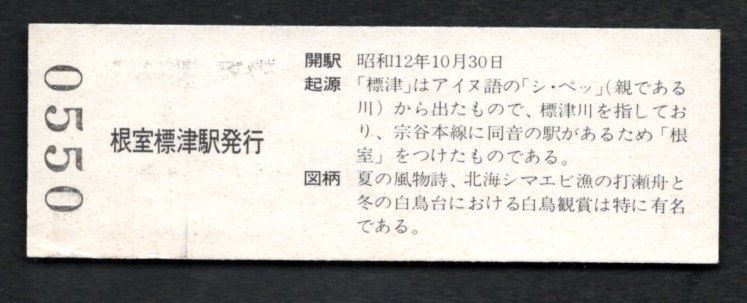 0550
根室標津駅発行
開駅 昭和12年10月30日
起源 「標津」はアイヌ語の「シ・ペッ」(親である
川)から出たもので、標津川を指してお
り、宗谷本線に同音の駅があるため「根
室」をつけたものである。
図柄 夏の風物詩、北海シマエビ漁の打瀬舟と
冬の白鳥台における白鳥観賞は特に有名
である。